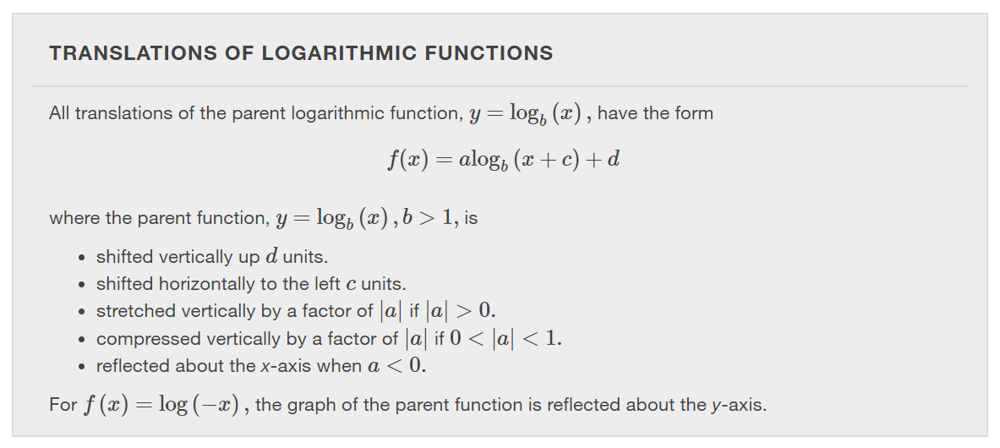 TRANSLATIONS OF LOGARITHMIC FUNCTIONS
All translations of the parent logarithmic function, y = log_b (x) , have the form
f(x) = alog_b (x + c) + d
where the parent function, y = log_b (x) , b > 1, is
• shifted vertically up d units.
• shifted horizontally to the left c units.
• stretched vertically by a factor of |a| if |a| > 0.
• compressed vertically by a factor of |a| if 0 < |a| < 1.
• reflected about the x-axis when a < 0.
For f (x) = log (−x) , the graph of the parent function is reflected about the y-axis.